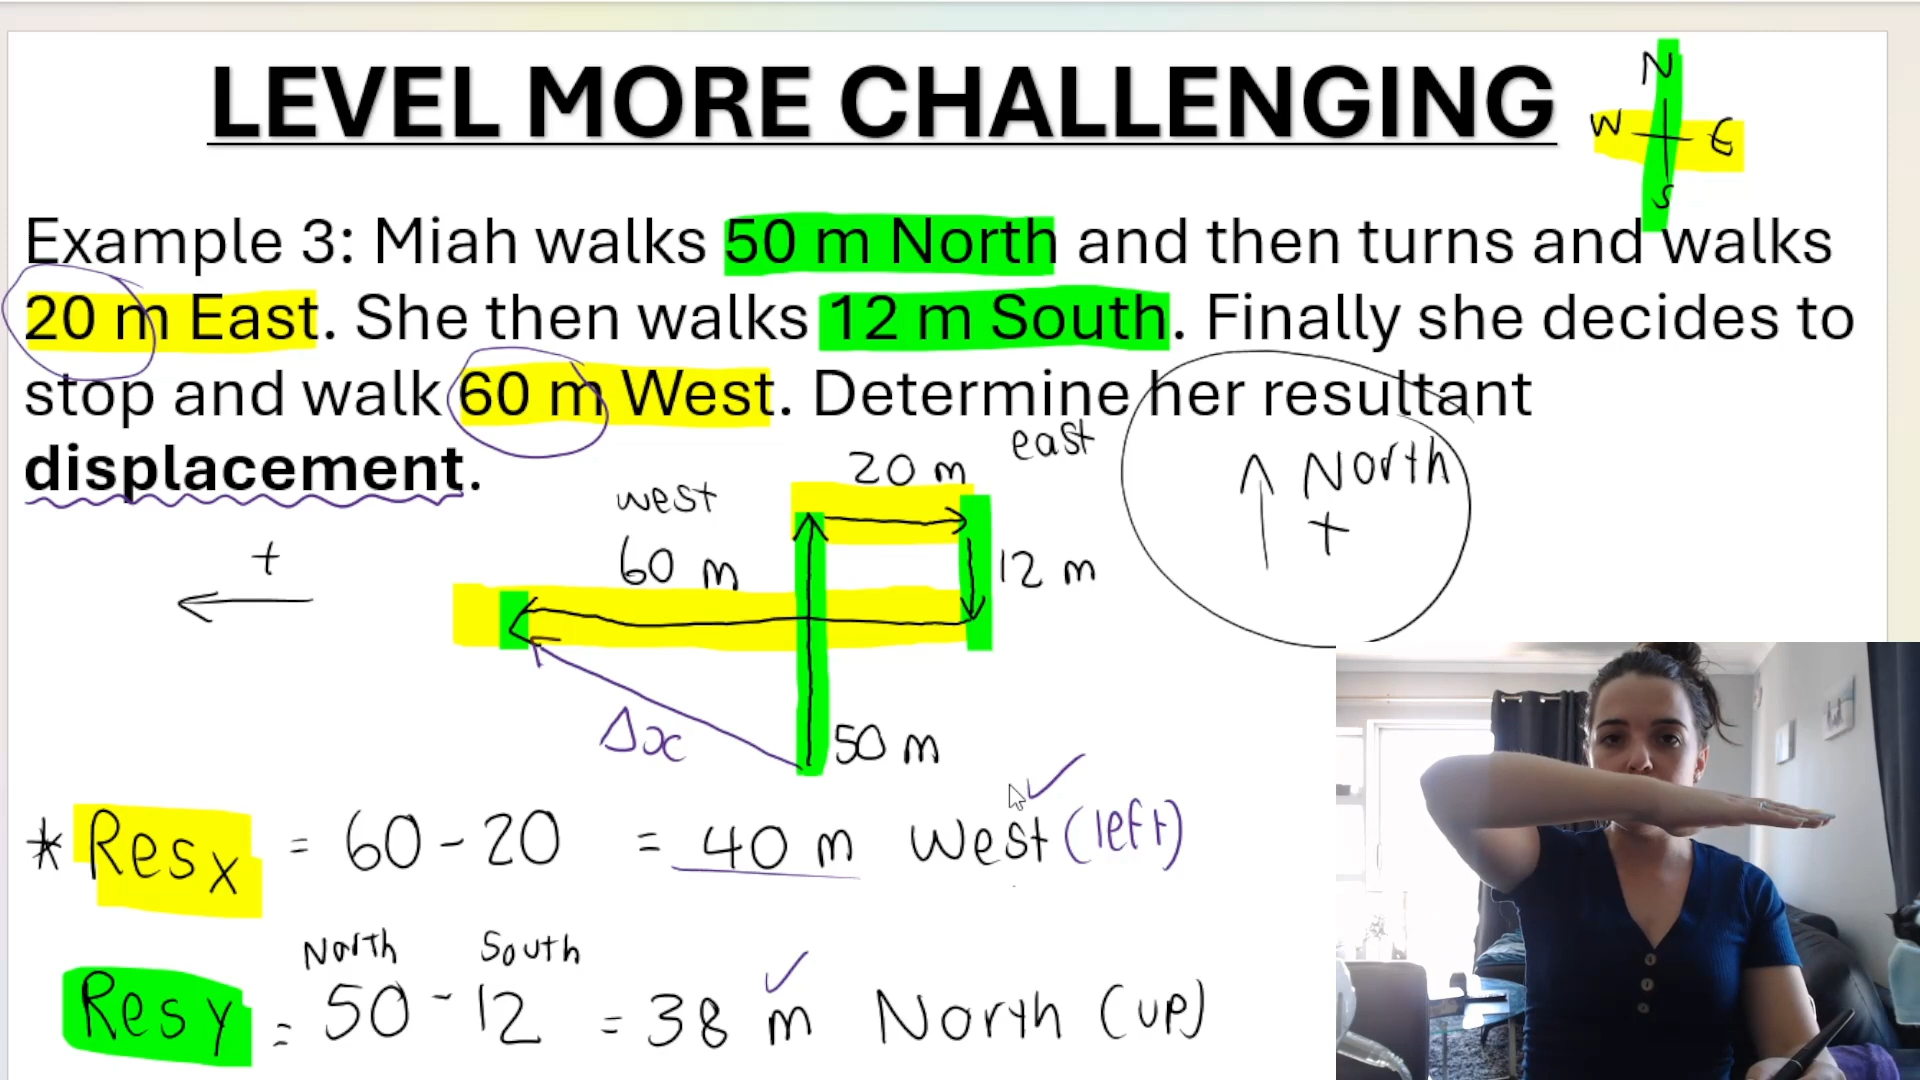 LEVEL MORE CHALLENGING
N
W E
S
Example 3: Miah walks 50 m North and then turns and walks
20 m East. She then walks 12 m South. Finally she decides to
stop and walk 60 m West. Determine her resultant
displacement.
east
20 m
west
60 m
12 m
North
+
+
Δx
50 m
* Res x = 60 - 20 = 40 m West (left)
North South
Res y = 50 - 12 = 38 m North (up)